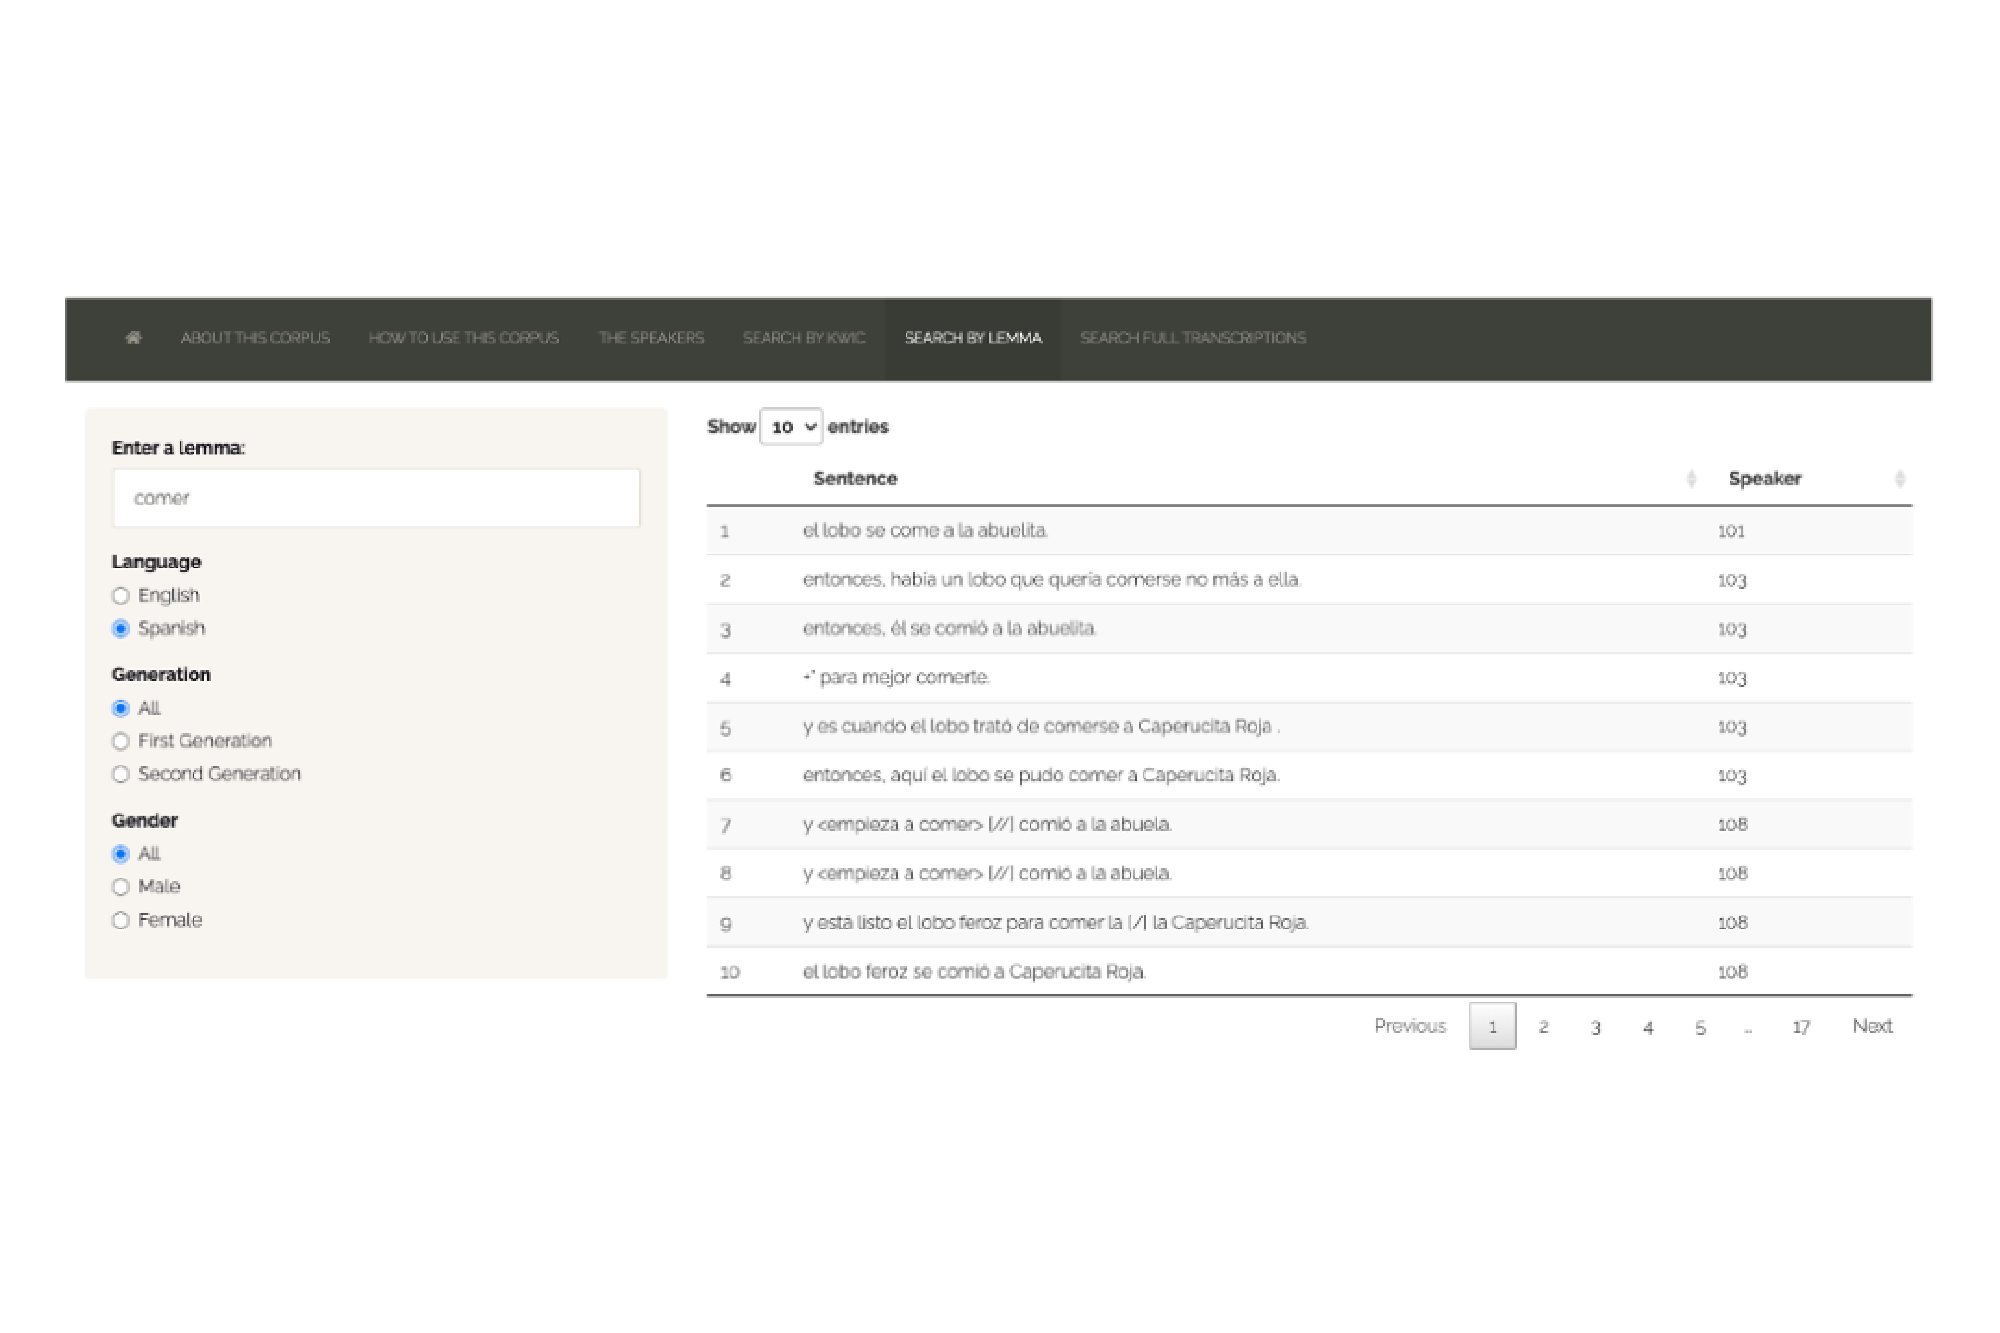 ABOUT THIS CORPUS HOW TO USE THIS CORPUS THE SPEAKERS SEARCH BY KWIC SEARCH BY LEMMA SEARCH FULL TRANSCRIPTIONS
Enter a lemma:
comer
Language
English
Spanish
Generation
All
First Generation
Second Generation
Gender
All
Male
Female
Show 10 entries
Sentence Speaker
1 el lobo se come a la abuelita. 101
2 entonces, había un lobo que quería comerse no más a ella. 103
3 entonces, él se comió a la abuelita. 103
4 +" para mejor comerte. 103
5 y es cuando el lobo trató de comerse a Caperucita Roja . 103
6 entonces, aquí el lobo se pudo comer a Caperucita Roja. 103
7 y <empieza a comer> [//] comió a la abuela. 108
8 y <empieza a comer> [//] comió a la abuela. 108
9 y está listo el lobo feroz para comer la [/] la Caperucita Roja. 108
10 el lobo feroz se comió a Caperucita Roja. 108
Previous 1 2 3 4 5 … 17 Next